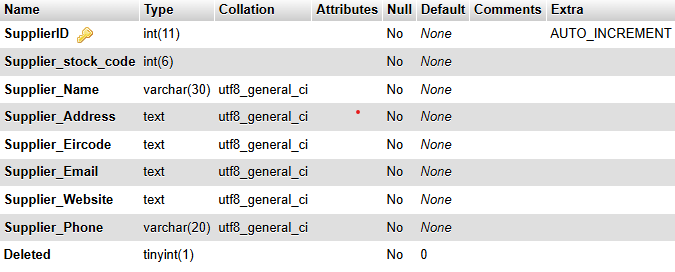 Name Type Collation Attributes Null Default Comments Extra
SupplierID int(11) No None AUTO_INCREMENT
Supplier_stock_code int(6) No None
Supplier_Name varchar(30) utf8_general_ci No None
Supplier_Address text utf8_general_ci No None
Supplier_Eircode text utf8_general_ci No None
Supplier_Email text utf8_general_ci No None
Supplier_Website text utf8_general_ci No None
Supplier_Phone varchar(20) utf8_general_ci No None
Deleted tinyint(1) No 0